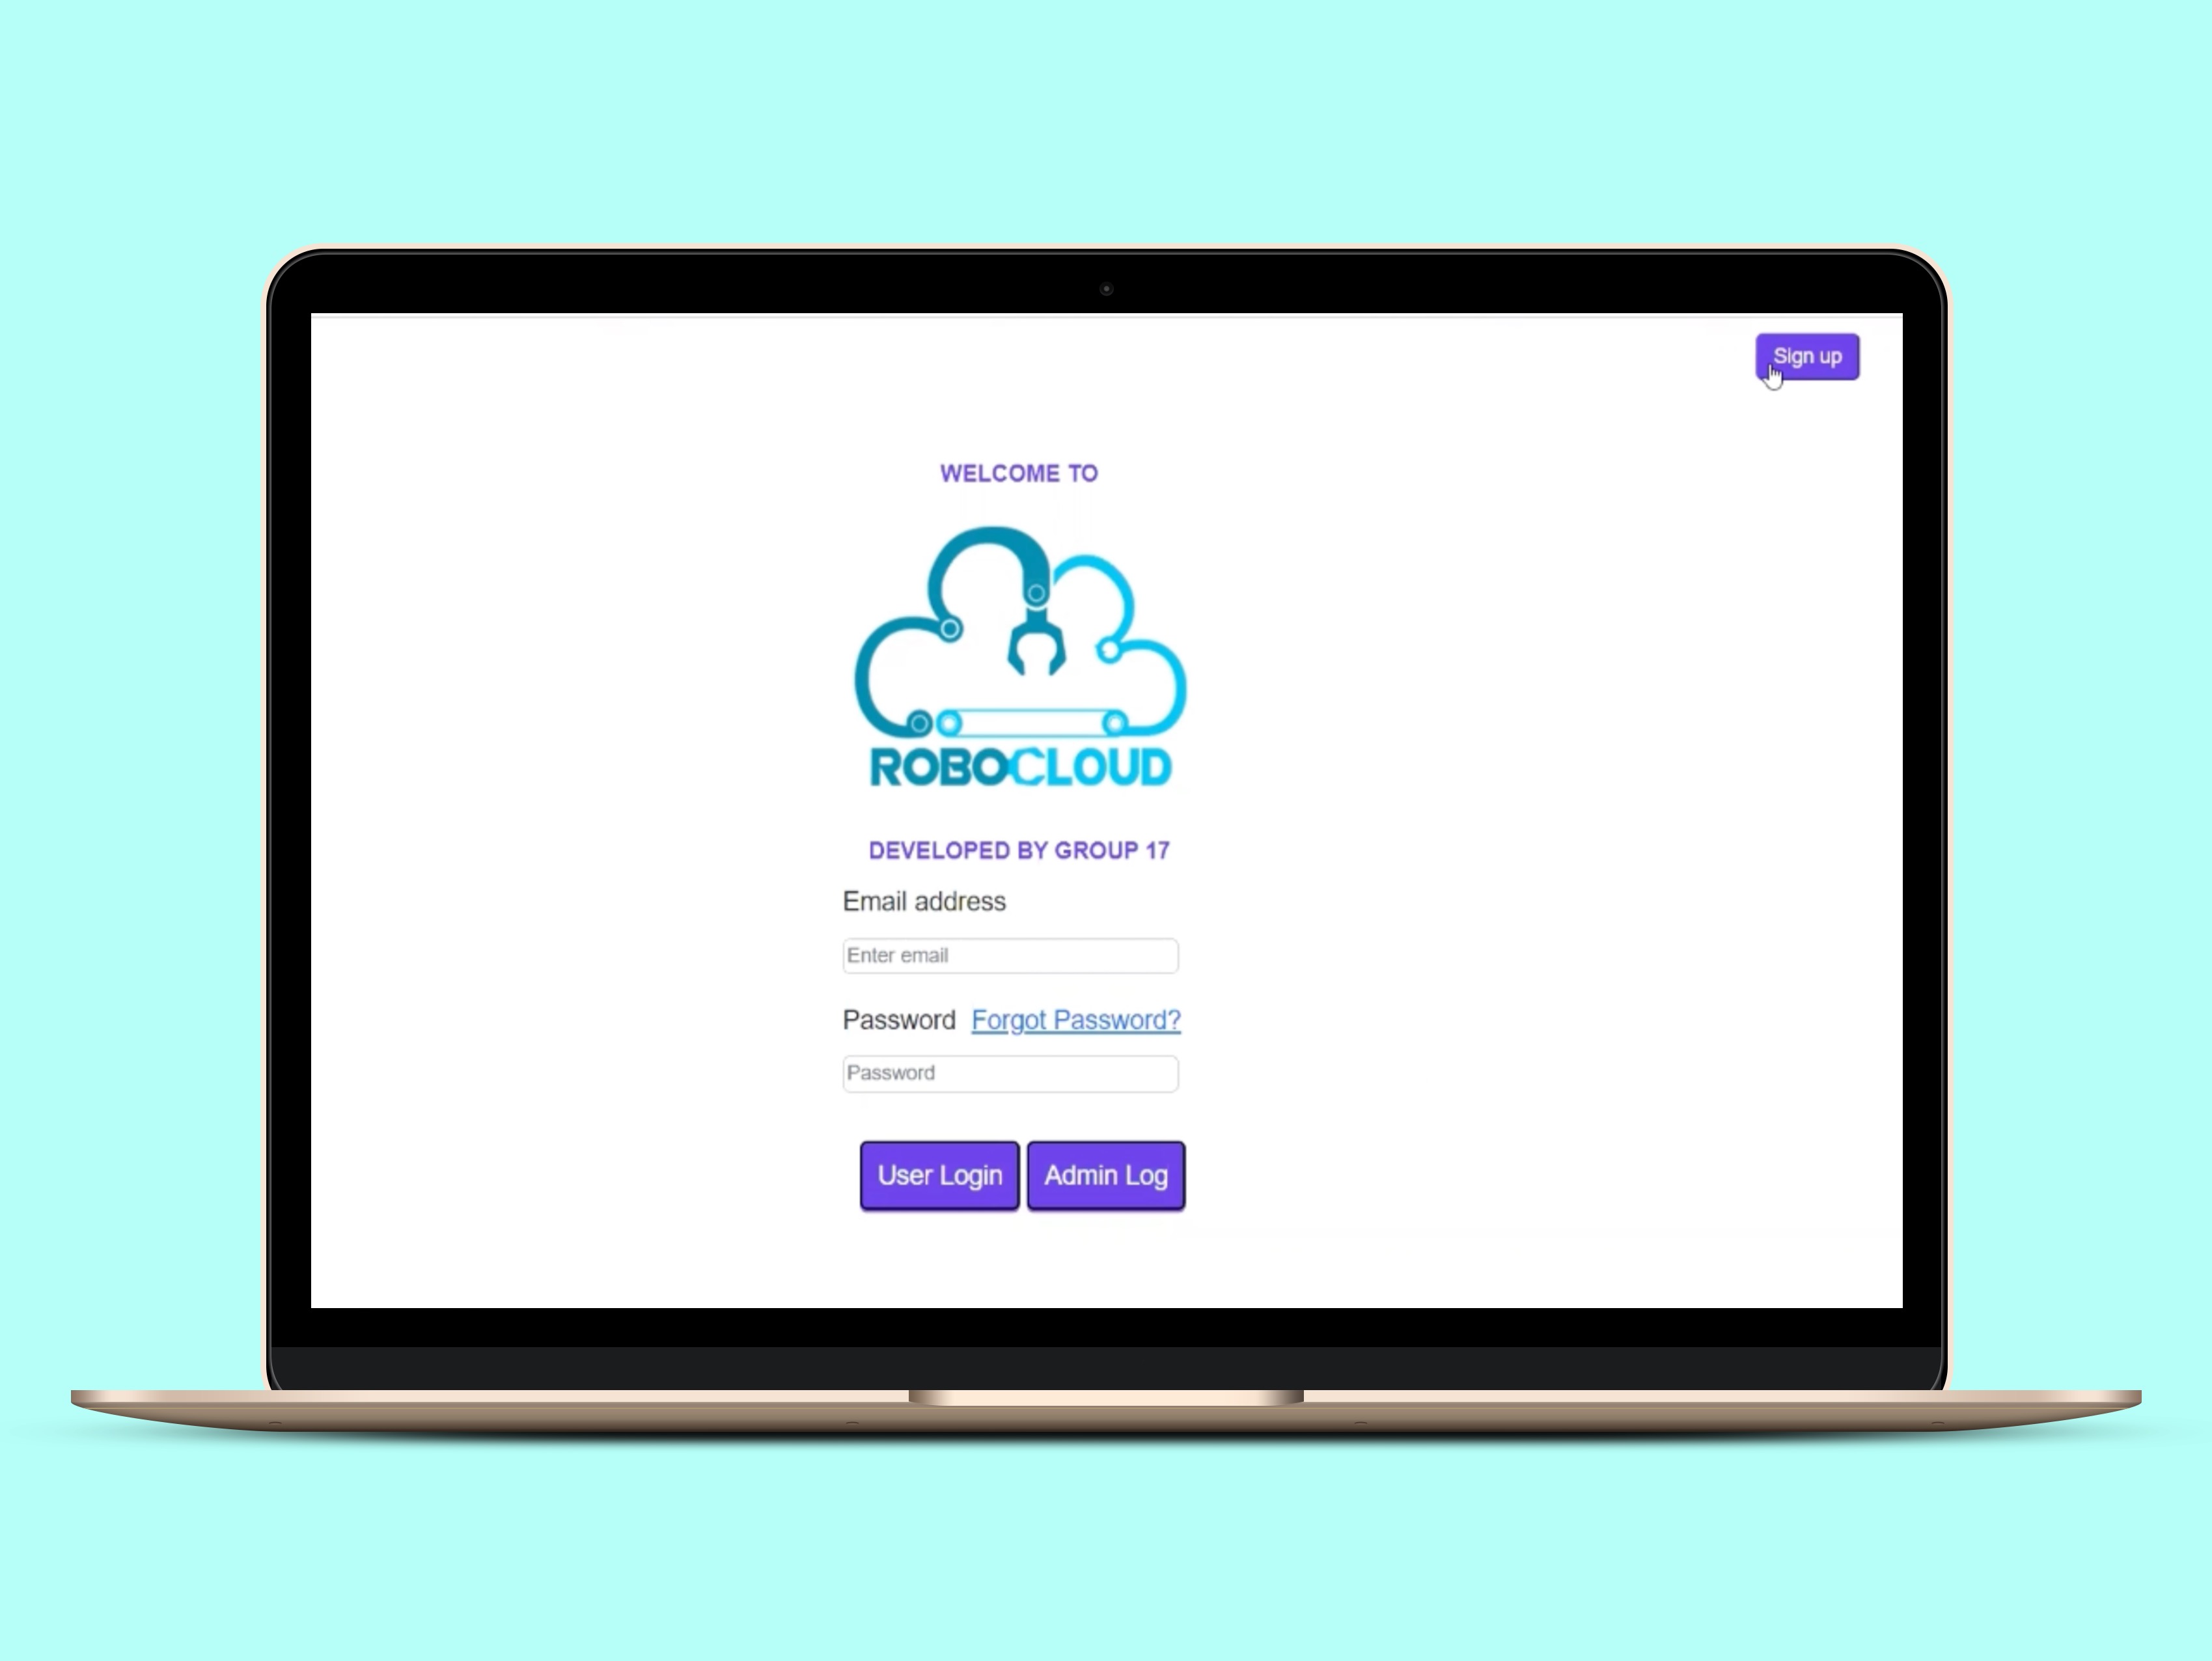 Sign up
WELCOME TO
ROBOCLOUD
DEVELOPED BY GROUP 17
Email address
Enter email
Password Forgot Password?
Password
User Login Admin Log